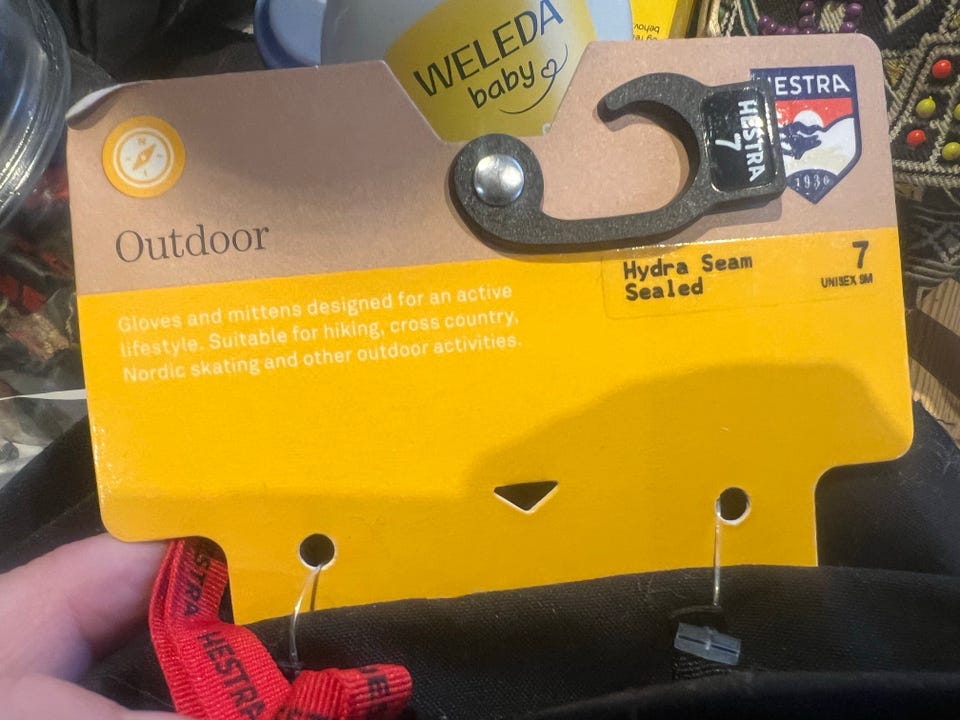 WELEDA
baby
HESTRA
7
HESTRA
1936
Outdoor
Hydra Seam
Sealed
7
UNISEX SM
Gloves and mittens designed for an active
lifestyle. Suitable for hiking, cross country,
Nordic skating and other outdoor activities.
HESTRA
HESTRA